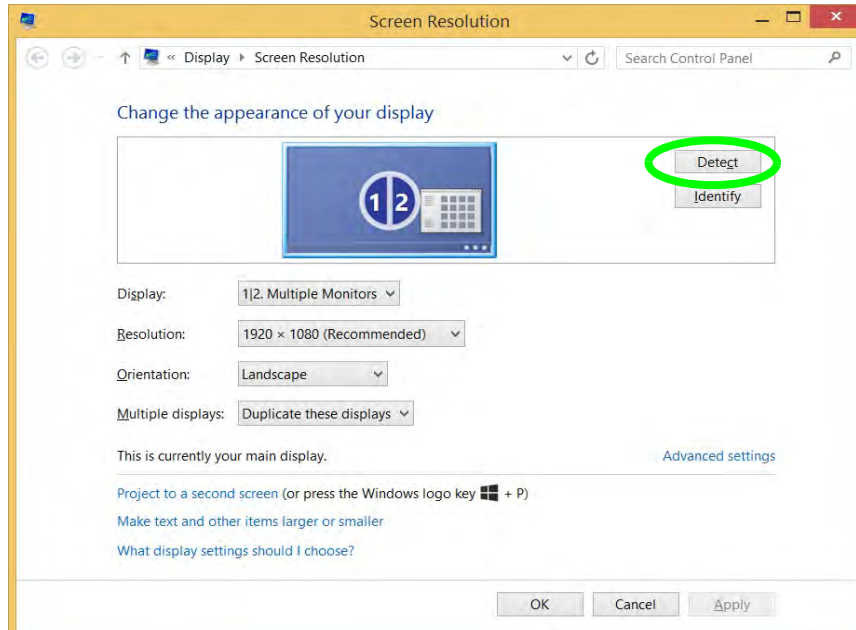 Screen Resolution
« Display ▸ Screen Resolution
Search Control Panel
Change the appearance of your display
1|2
Detect
Identify
Display: 1|2. Multiple Monitors
Resolution: 1920 × 1080 (Recommended)
Orientation: Landscape
Multiple displays: Duplicate these displays
This is currently your main display. Advanced settings
Project to a second screen (or press the Windows logo key + P)
Make text and other items larger or smaller
What display settings should I choose?
OK Cancel Apply